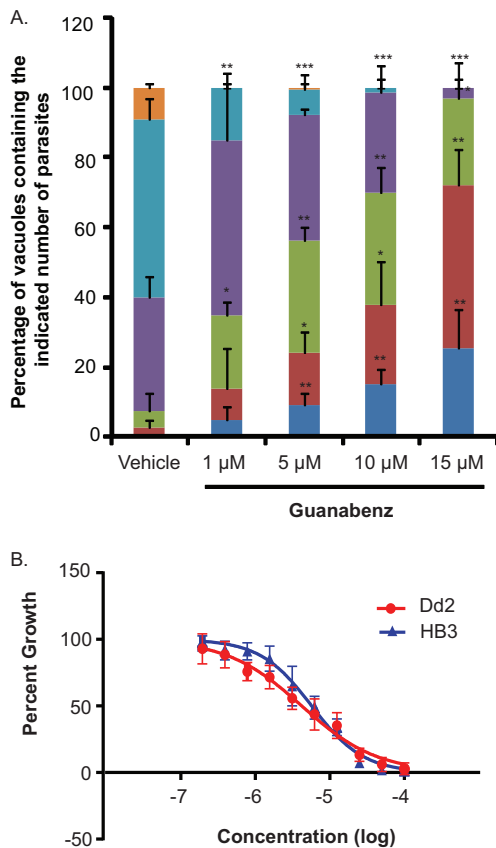 A.
Percentage of vacuoles containing the
indicated number of parasites
120
100
80
60
40
20
0
** *** *** ***
*
** **
**
* *
* **
** **
Vehicle 1 µM 5 µM 10 µM 15 µM
Guanabenz
B.
Percent Growth
150
100
50
0
-50
Dd2
HB3
-7 -6 -5 -4
Concentration (log)